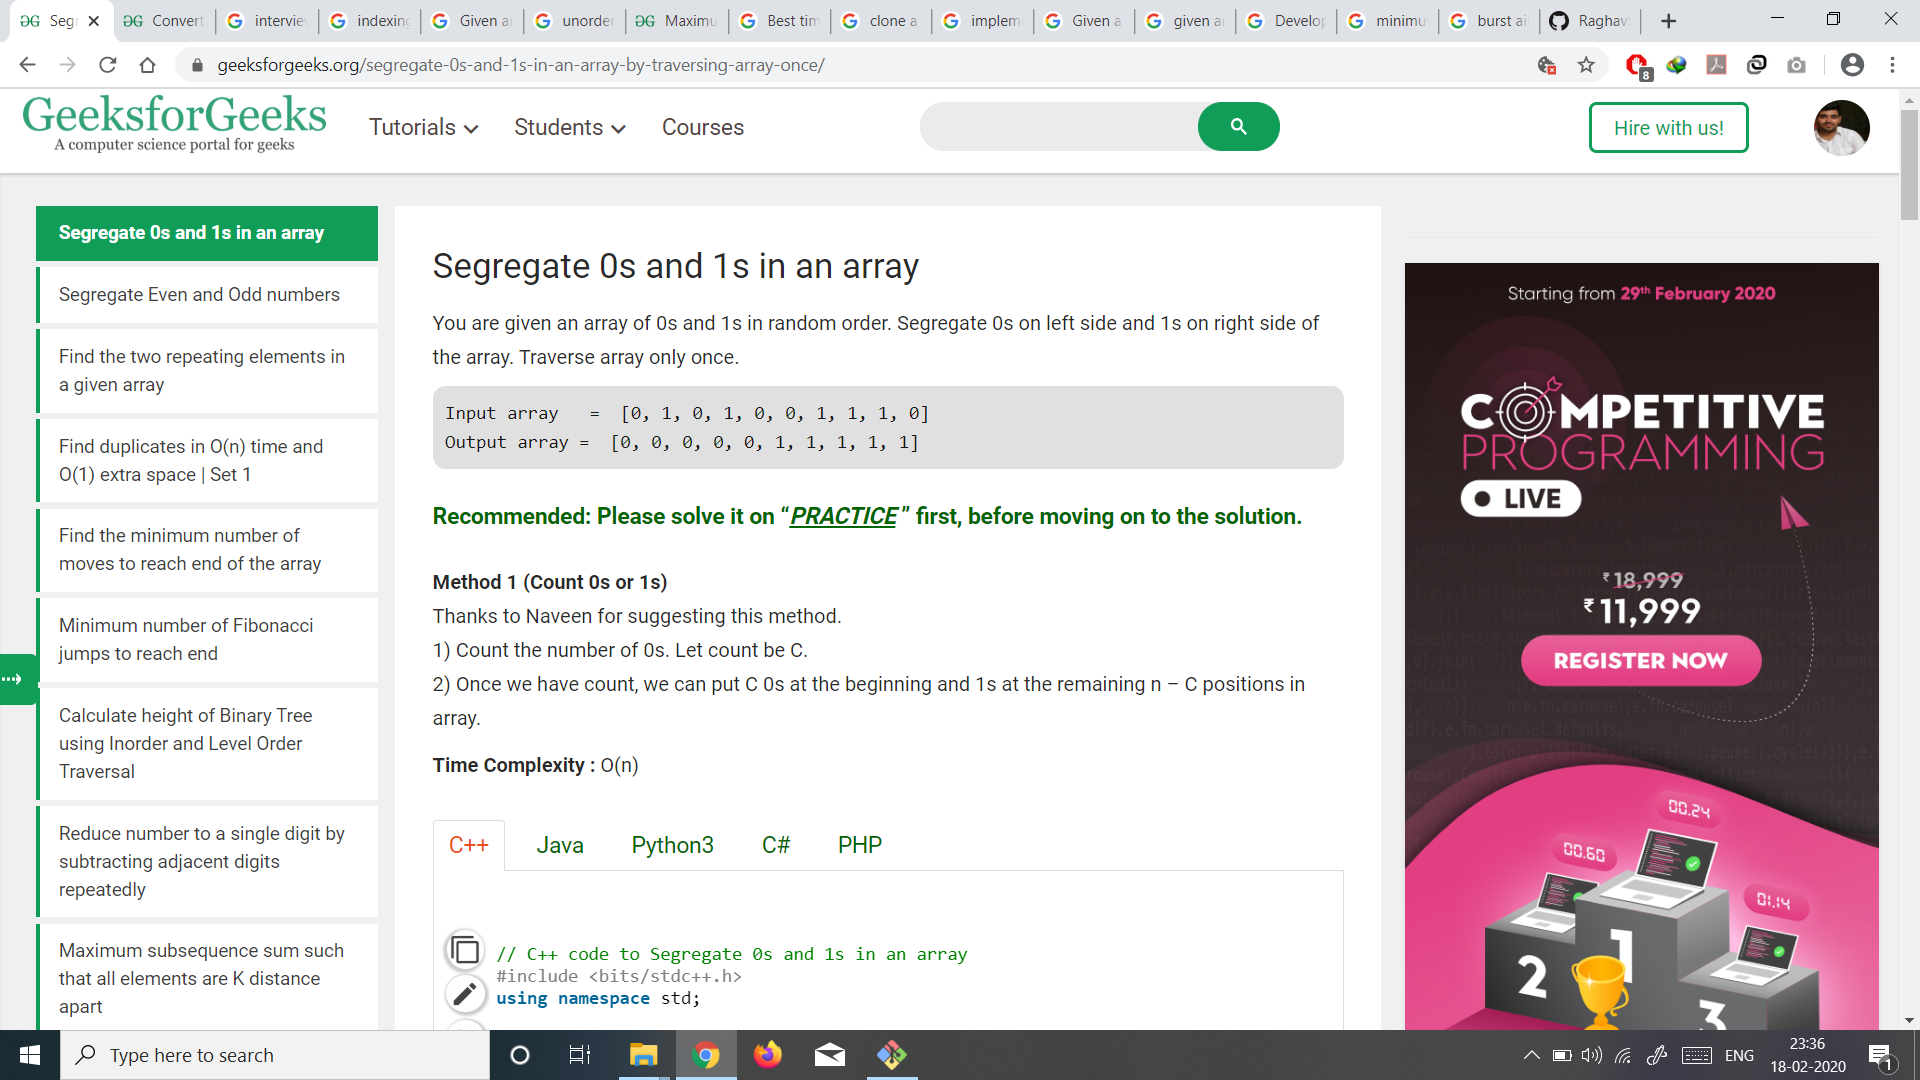 Seg
Convert
intervie
indexing
Given a
unorder
Maximu
Best tim
clone a
implem
Given a
given a
Develop
minimu
burst a
Raghav
geeksforgeeks.org/segregate-0s-and-1s-in-an-array-by-traversing-array-once/
8
GeeksforGeeks
A computer science portal for geeks
Tutorials
Students
Courses
Hire with us!
Segregate 0s and 1s in an array
Segregate Even and Odd numbers
Find the two repeating elements in
a given array
Find duplicates in O(n) time and
O(1) extra space | Set 1
Find the minimum number of
moves to reach end of the array
Minimum number of Fibonacci
jumps to reach end
Calculate height of Binary Tree
using Inorder and Level Order
Traversal
Reduce number to a single digit by
subtracting adjacent digits
repeatedly
Maximum subsequence sum such
that all elements are K distance
apart
Segregate 0s and 1s in an array
You are given an array of 0s and 1s in random order. Segregate 0s on left side and 1s on right side of
the array. Traverse array only once.
Input array   =  [0, 1, 0, 1, 0, 0, 1, 1, 1, 0]
Output array =  [0, 0, 0, 0, 0, 1, 1, 1, 1, 1]
Recommended: Please solve it on “PRACTICE ” first, before moving on to the solution.
Method 1 (Count 0s or 1s)
Thanks to Naveen for suggesting this method.
1) Count the number of 0s. Let count be C.
2) Once we have count, we can put C 0s at the beginning and 1s at the remaining n – C positions in
array.
Time Complexity : O(n)
C++
Java
Python3
C#
PHP
// C++ code to Segregate 0s and 1s in an array
#include <bits/stdc++.h>
using namespace std;
Starting from 29th February 2020
COMPETITIVE
PROGRAMMING
LIVE
₹18,999
₹11,999
REGISTER NOW
00.24
00.60
01.14
1
2
3
Type here to search
ENG
23:36
18-02-2020
1